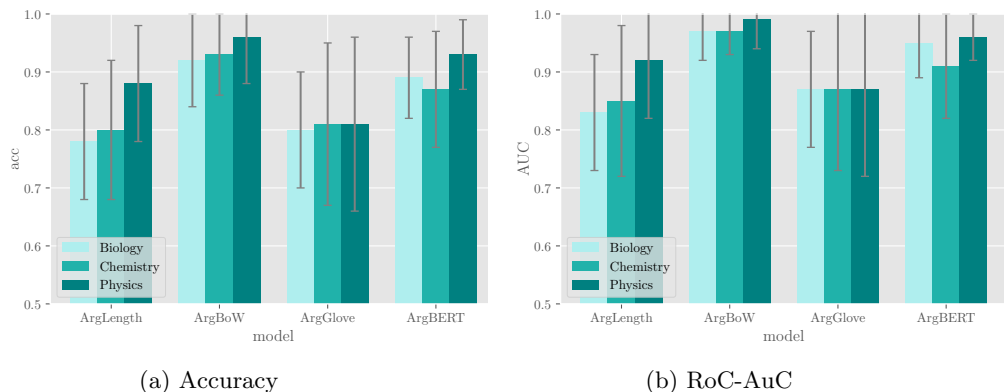 1.0
0.9
0.8
0.7
0.6
0.5
acc
Biology
Chemistry
Physics
ArgLength ArgBoW ArgGlove ArgBERT
model
(a) Accuracy
1.0
0.9
0.8
0.7
0.6
0.5
AUC
Biology
Chemistry
Physics
ArgLength ArgBoW ArgGlove ArgBERT
model
(b) RoC-AuC